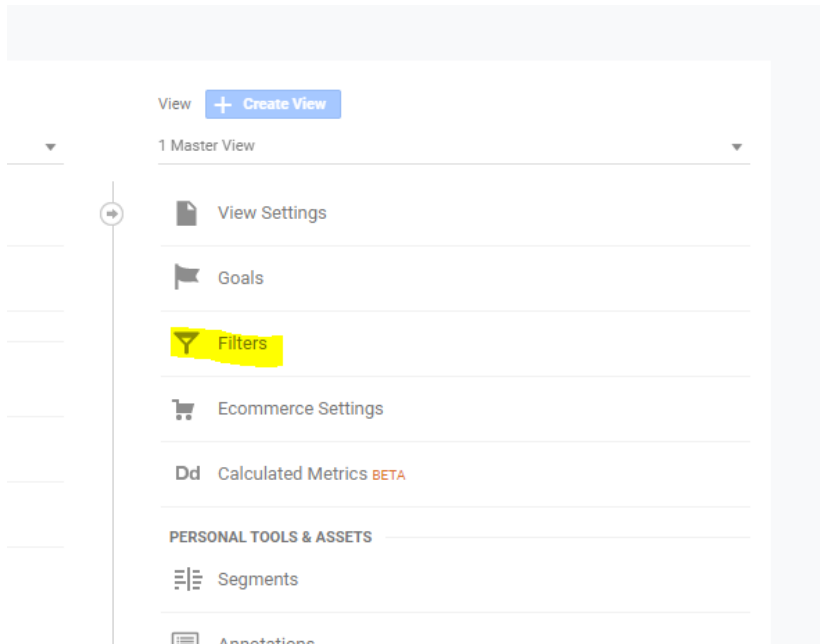 View + Create View
1 Master View
View Settings
Goals
Filters
Ecommerce Settings
Dd Calculated Metrics BETA
PERSONAL TOOLS & ASSETS
Segments
Annotations